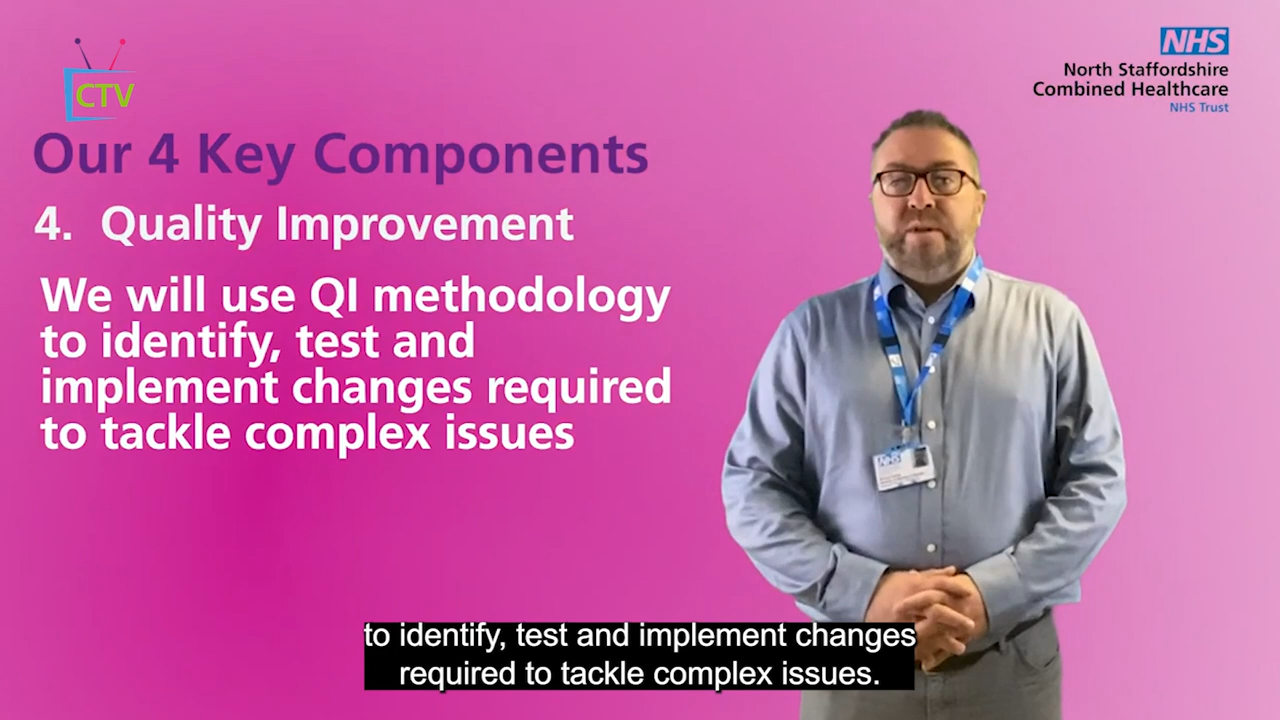 CTV
NHS
North Staffordshire
Combined Healthcare
NHS Trust
Our 4 Key Components
4. Quality Improvement
We will use QI methodology
to identify, test and
implement changes required
to tackle complex issues
NHS
to identify, test and implement changes
required to tackle complex issues.